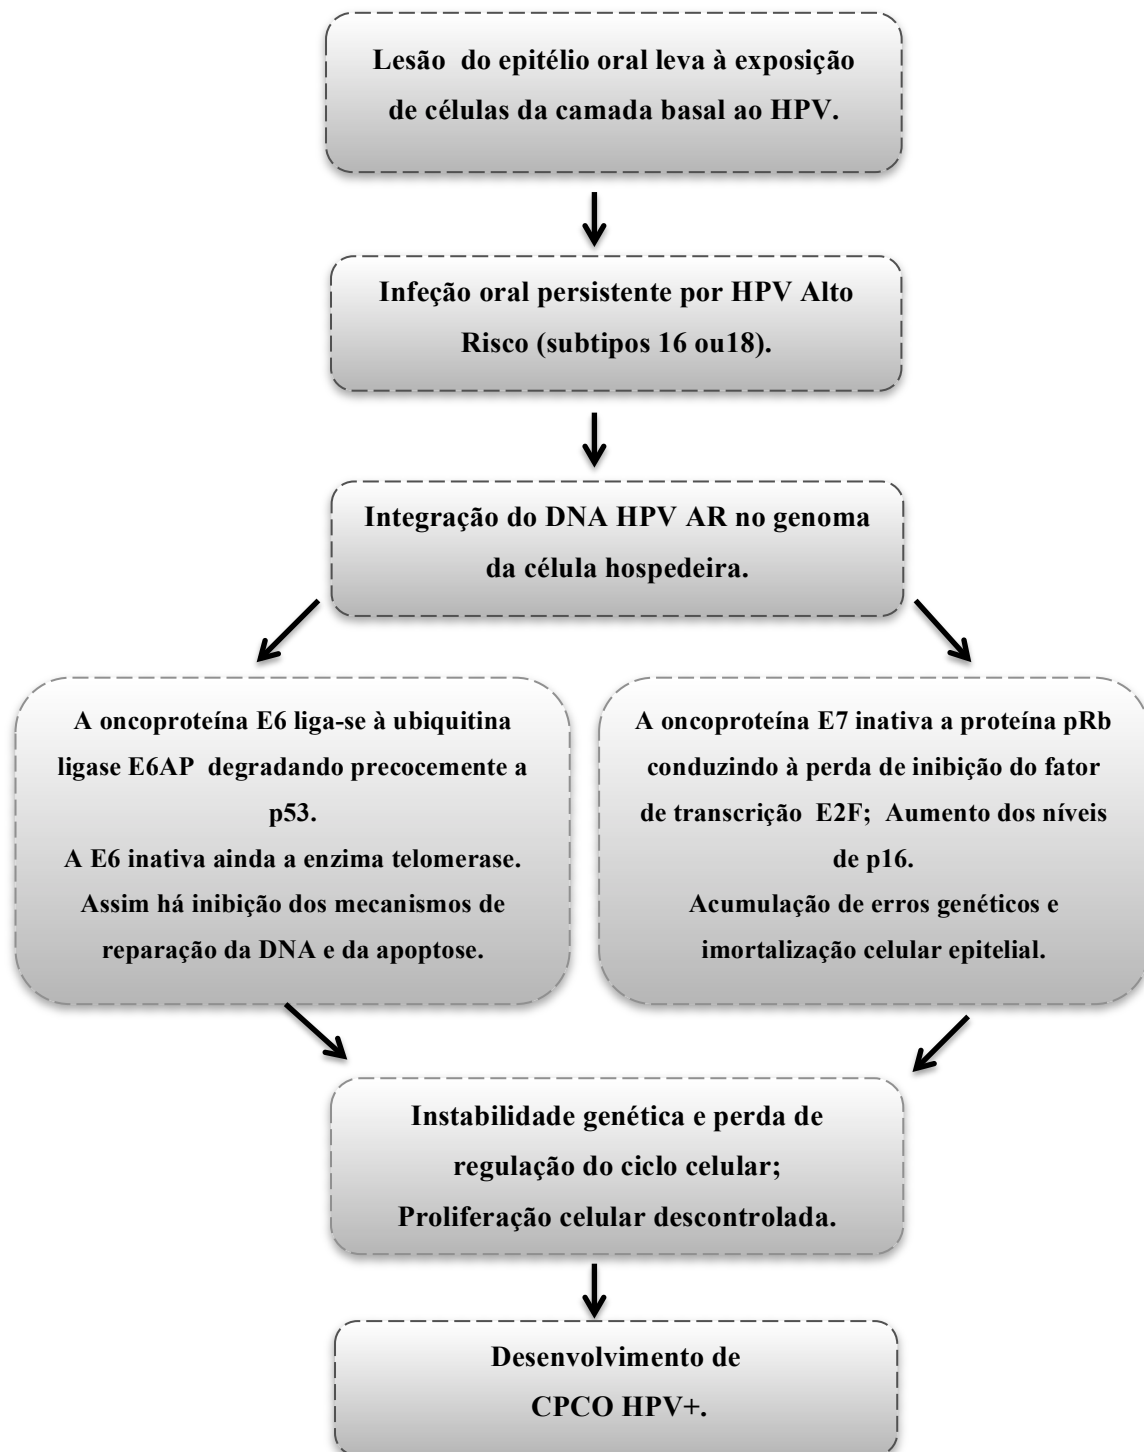 Lesão do epitélio oral leva à exposição
de células da camada basal ao HPV.
Infeção oral persistente por HPV Alto
Risco (subtipos 16 ou18).
Integração do DNA HPV AR no genoma
da célula hospedeira.
A oncoproteína E6 liga-se à ubiquitina
ligase E6AP degradando precocemente a
p53.
A E6 inativa ainda a enzima telomerase.
Assim há inibição dos mecanismos de
reparação da DNA e da apoptose.
A oncoproteína E7 inativa a proteína pRb
conduzindo à perda de inibição do fator
de transcrição E2F; Aumento dos níveis
de p16.
Acumulação de erros genéticos e
imortalização celular epitelial.
Instabilidade genética e perda de
regulação do ciclo celular;
Proliferação celular descontrolada.
Desenvolvimento de
CPCO HPV+.